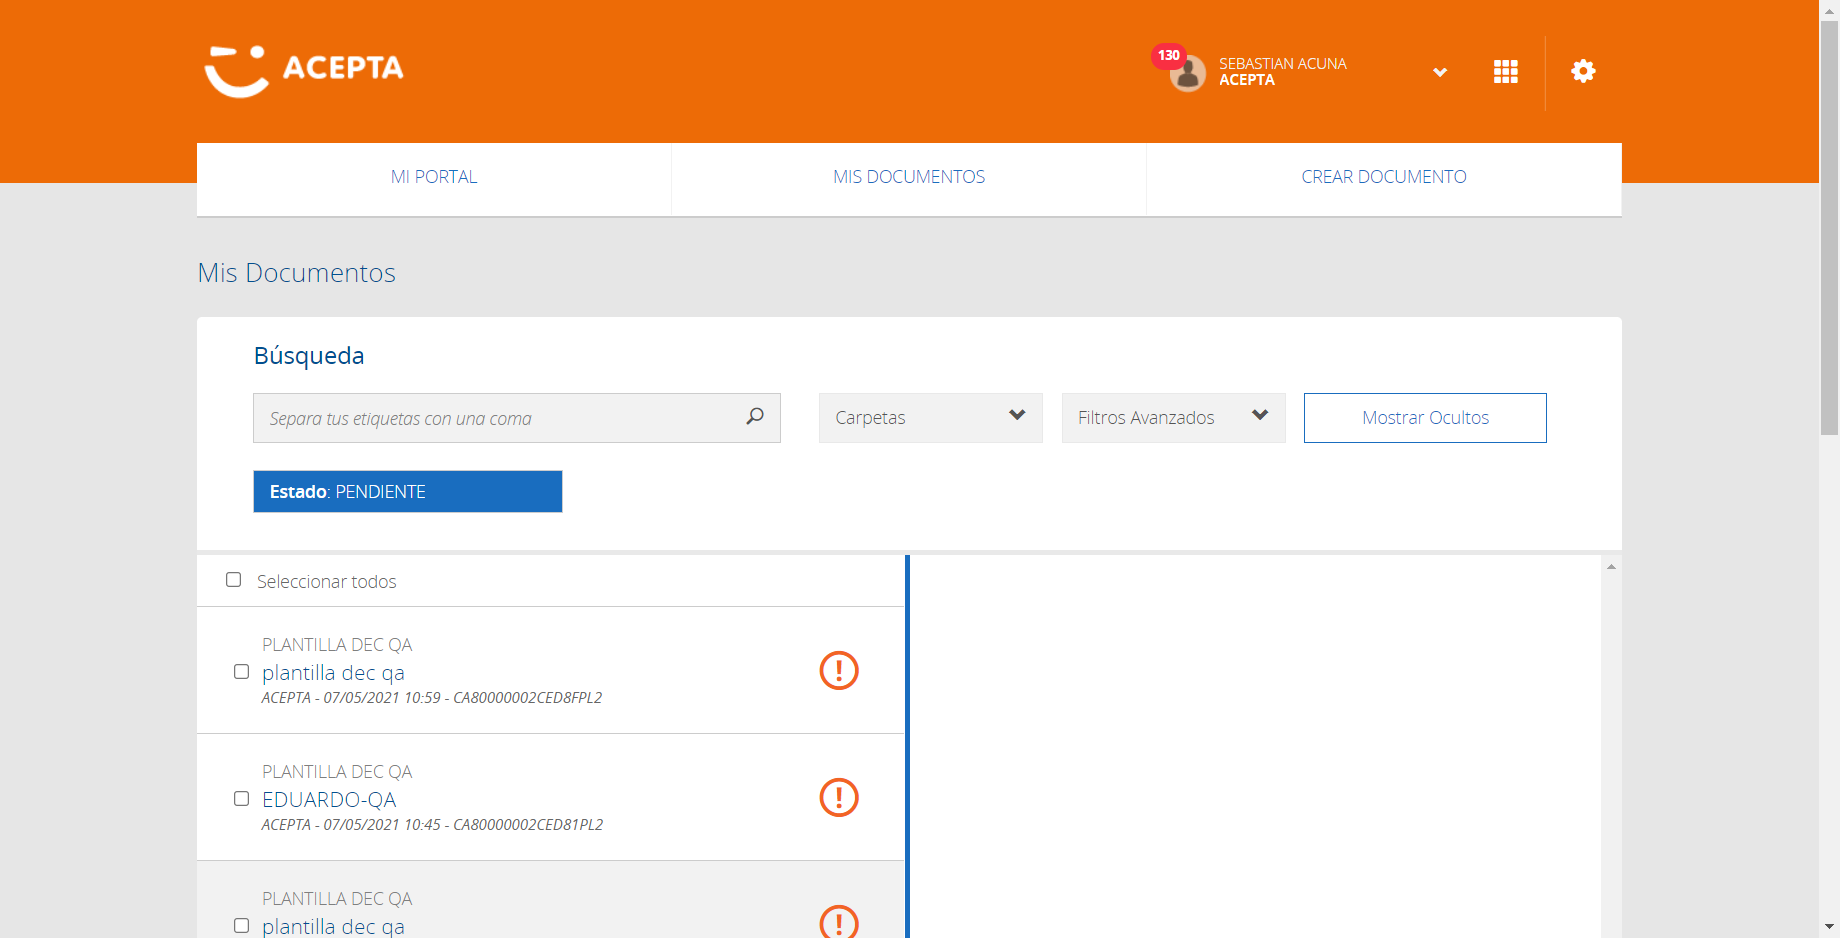 ACEPTA
130
SEBASTIAN ACUNA
ACEPTA
MI PORTAL
MIS DOCUMENTOS
CREAR DOCUMENTO
Mis Documentos
Búsqueda
Separa tus etiquetas con una coma
Carpetas
Filtros Avanzados
Mostrar Ocultos
Estado: PENDIENTE
Seleccionar todos
PLANTILLA DEC QA
plantilla dec qa
ACEPTA - 07/05/2021 10:59 - CA80000002CED8FPL2
PLANTILLA DEC QA
EDUARDO-QA
ACEPTA - 07/05/2021 10:45 - CA80000002CED81PL2
PLANTILLA DEC QA
plantilla dec qa